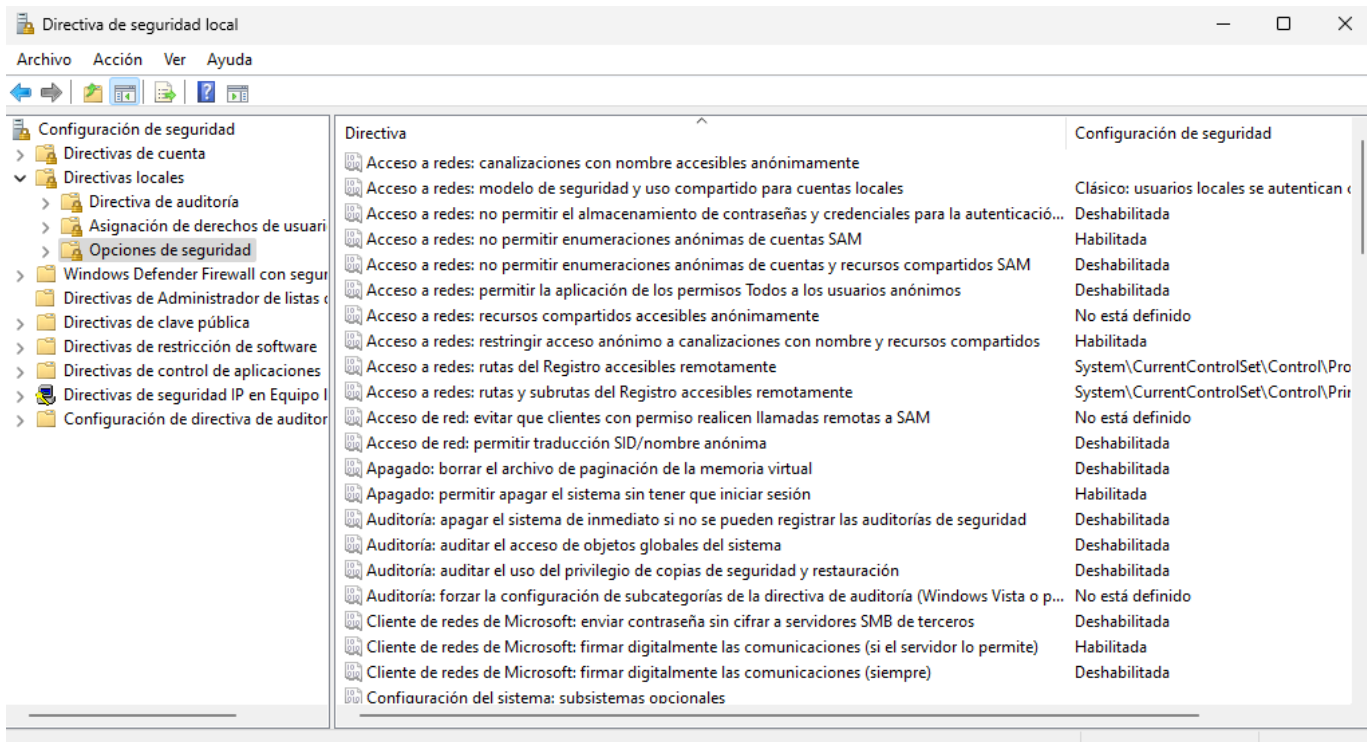 Directiva de seguridad local
Archivo Acción Ver Ayuda
Configuración de seguridad
Directivas de cuenta
Directivas locales
Directiva de auditoría
Asignación de derechos de usuari
Opciones de seguridad
Windows Defender Firewall con segur
Directivas de Administrador de listas
Directivas de clave pública
Directivas de restricción de software
Directivas de control de aplicaciones
Directivas de seguridad IP en Equipo l
Configuración de directiva de auditor
Directiva Configuración de seguridad
Acceso a redes: canalizaciones con nombre accesibles anónimamente
Acceso a redes: modelo de seguridad y uso compartido para cuentas locales Clásico: usuarios locales se autentican
Acceso a redes: no permitir el almacenamiento de contraseñas y credenciales para la autenticació... Deshabilitada
Acceso a redes: no permitir enumeraciones anónimas de cuentas SAM Habilitada
Acceso a redes: no permitir enumeraciones anónimas de cuentas y recursos compartidos SAM Deshabilitada
Acceso a redes: permitir la aplicación de los permisos Todos a los usuarios anónimos Deshabilitada
Acceso a redes: recursos compartidos accesibles anónimamente No está definido
Acceso a redes: restringir acceso anónimo a canalizaciones con nombre y recursos compartidos Habilitada
Acceso a redes: rutas del Registro accesibles remotamente System\CurrentControlSet\Control\Pro
Acceso a redes: rutas y subrutas del Registro accesibles remotamente System\CurrentControlSet\Control\Prin
Acceso de red: evitar que clientes con permiso realicen llamadas remotas a SAM No está definido
Acceso de red: permitir traducción SID/nombre anónima Deshabilitada
Apagado: borrar el archivo de paginación de la memoria virtual Deshabilitada
Apagado: permitir apagar el sistema sin tener que iniciar sesión Habilitada
Auditoría: apagar el sistema de inmediato si no se pueden registrar las auditorías de seguridad Deshabilitada
Auditoría: auditar el acceso de objetos globales del sistema Deshabilitada
Auditoría: auditar el uso del privilegio de copias de seguridad y restauración Deshabilitada
Auditoría: forzar la configuración de subcategorías de la directiva de auditoría (Windows Vista o p... No está definido
Cliente de redes de Microsoft: enviar contraseña sin cifrar a servidores SMB de terceros Deshabilitada
Cliente de redes de Microsoft: firmar digitalmente las comunicaciones (si el servidor lo permite) Habilitada
Cliente de redes de Microsoft: firmar digitalmente las comunicaciones (siempre) Deshabilitada
Configuración del sistema: subsistemas opcionales